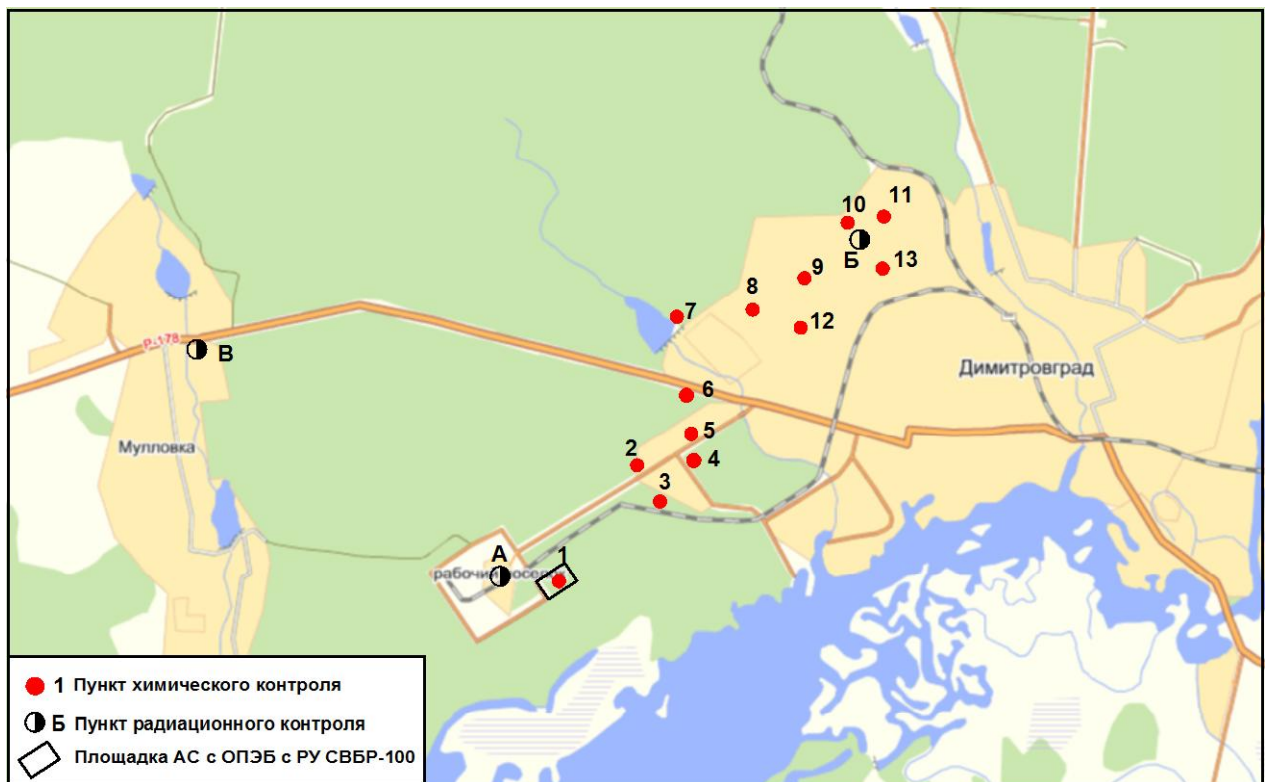 11
10
Б
13
9
8
7
12
Р-178
В
6
Димитровград
5
Мулловка
2
4
3
А
1
рабочий поселок
1 Пункт химического контроля
Б Пункт радиационного контроля
Площадка АС с ОПЭБ с РУ СВБР-100